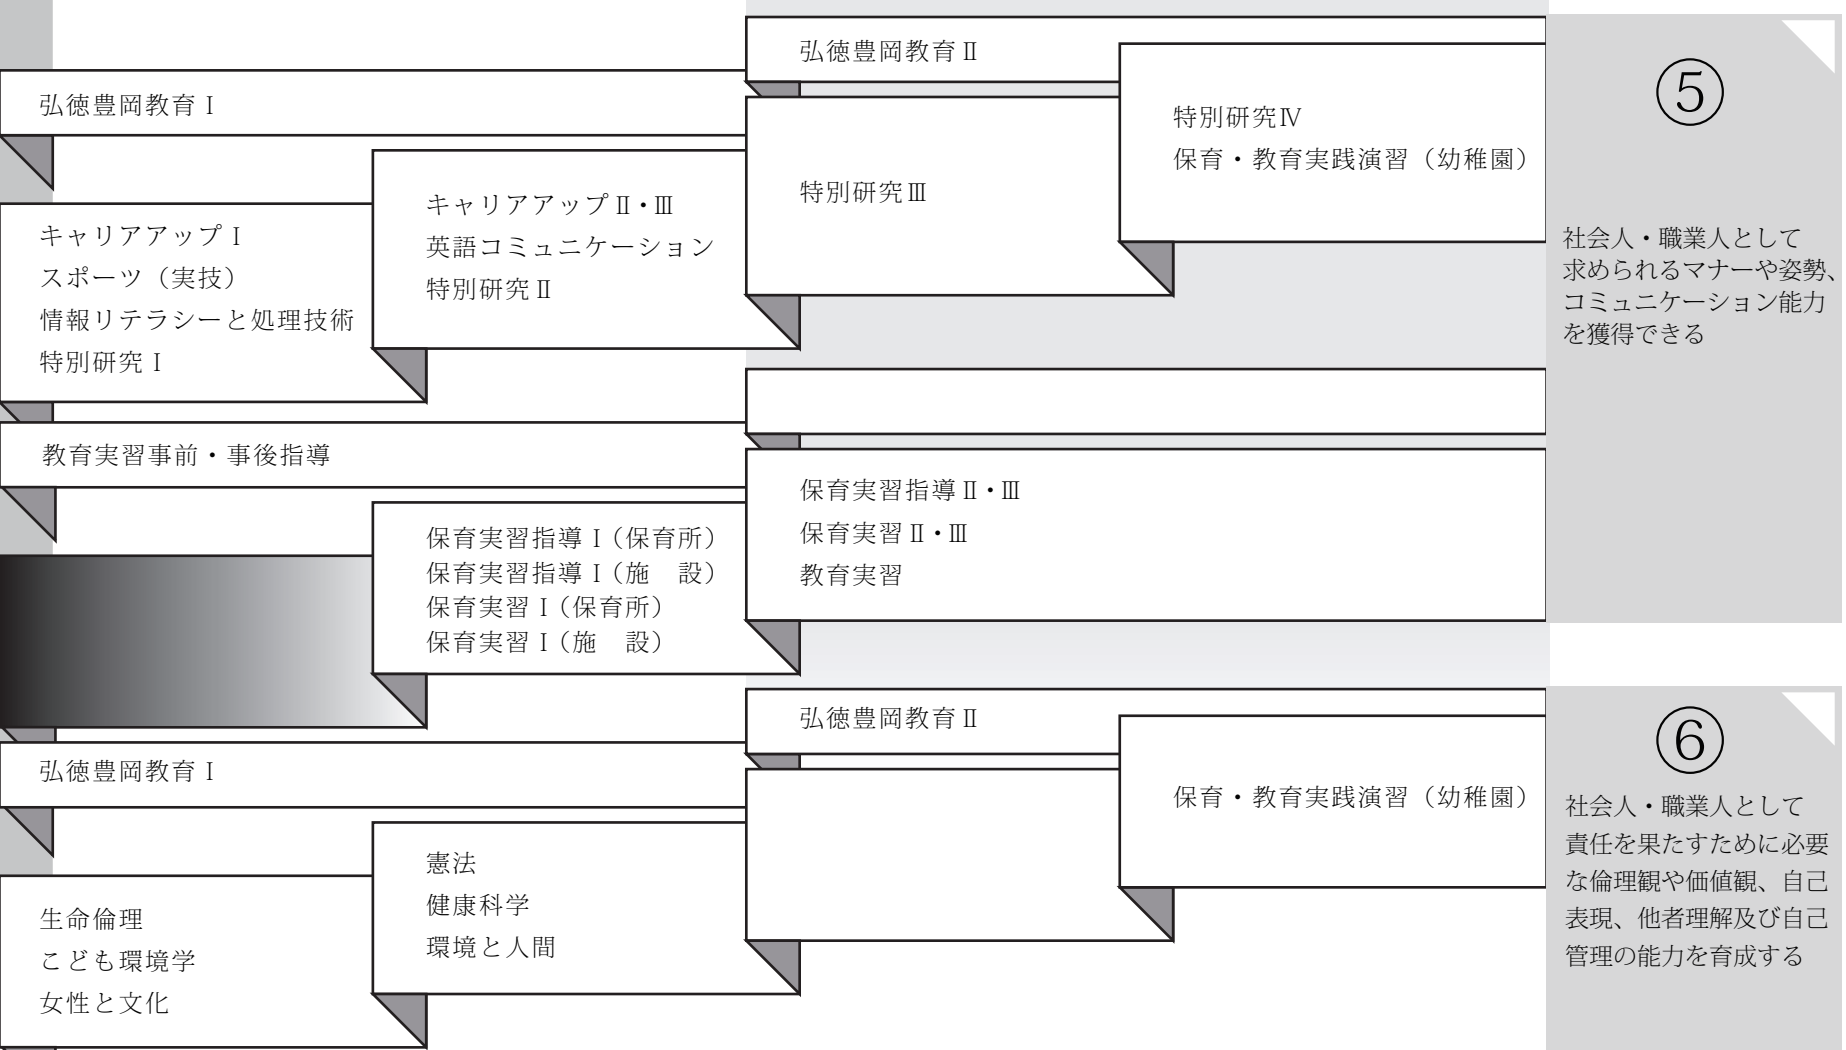 弘徳豊岡教育Ⅱ
弘徳豊岡教育Ⅰ
特別研究Ⅳ
保育・教育実践演習（幼稚園）
特別研究Ⅲ
キャリアアップⅡ・Ⅲ
英語コミュニケーション
特別研究Ⅱ
キャリアアップⅠ
スポーツ（実技）
情報リテラシーと処理技術
特別研究Ⅰ
⑤
社会人・職業人として
求められるマナーや姿勢、
コミュニケーション能力
を獲得できる
教育実習事前・事後指導
保育実習指導Ⅰ（保育所）
保育実習指導Ⅰ（施　設）
保育実習Ⅰ（保育所）
保育実習Ⅰ（施　設）
保育実習指導Ⅱ・Ⅲ
保育実習Ⅱ・Ⅲ
教育実習
弘徳豊岡教育Ⅱ
弘徳豊岡教育Ⅰ
保育・教育実践演習（幼稚園）
憲法
健康科学
環境と人間
生命倫理
こども環境学
女性と文化
⑥
社会人・職業人として
責任を果たすために必要
な倫理観や価値観、自己
表現、他者理解及び自己
管理の能力を育成する